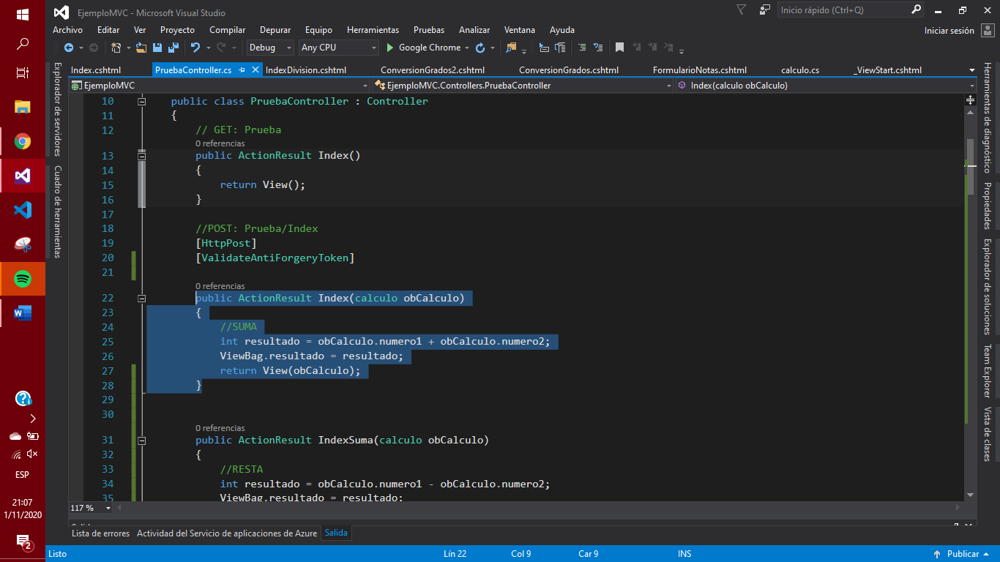 EjemploMVC - Microsoft Visual Studio
Inicio rápido (Ctrl+Q)
Archivo Editar Ver Proyecto Compilar Depurar Equipo Herramientas Pruebas Analizar Ventana Ayuda
Iniciar sesión
Debug Any CPU Google Chrome
Index.cshtml PruebaController.cs IndexDivision.cshtml ConversionGrados2.cshtml ConversionGrados.cshtml FormularioNotas.cshtml calculo.cs _ViewStart.cshtml
EjemploMVC EjemploMVC.Controllers.PruebaController Index(calculo obCalculo)
Explorador de servidores
Cuadro de herramientas
10 public class PruebaController : Controller
11 {
12 // GET: Prueba
0 referencias
13 public ActionResult Index()
14 {
15 return View();
16 }
17
18 //POST: Prueba/Index
19 [HttpPost]
20 [ValidateAntiForgeryToken]
21
0 referencias
22 public ActionResult Index(calculo obCalculo)
23 {
24 //SUMA
25 int resultado = obCalculo.numero1 + obCalculo.numero2;
26 ViewBag.resultado = resultado;
27 return View(obCalculo);
28 }
29
30
0 referencias
31 public ActionResult IndexSuma(calculo obCalculo)
32 {
33 //RESTA
34 int resultado = obCalculo.numero1 - obCalculo.numero2;
35 ViewBag.resultado = resultado;
117 %
Herramientas de diagnóstico
Propiedades
Explorador de soluciones
Team Explorer
Vista de clases
Salida
Lista de errores Actividad del Servicio de aplicaciones de Azure Salida
Listo Lín 22 Col 9 Car 9 INS Publicar
ESP
21:07
1/11/2020
2